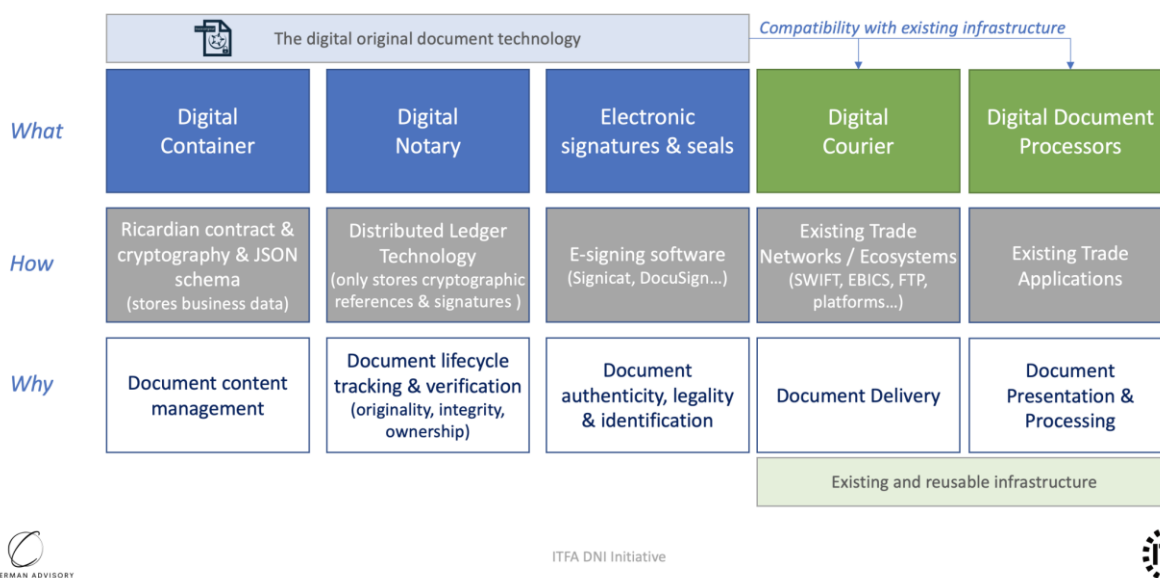 The digital original document technology
Compatibility with existing infrastructure
What
Digital
Container
Digital
Notary
Electronic
signatures & seals
Digital
Courier
Digital Document
Processors
How
Ricardian contract &
cryptography & JSON
schema
(stores business data)
Distributed Ledger
Technology
(only stores cryptographic
references & signatures )
E-signing software
(Signicat, DocuSign...)
Existing Trade
Networks / Ecosystems
(SWIFT, EBICS, FTP,
platforms...)
Existing Trade
Applications
Why
Document content
management
Document lifecycle
tracking & verification
(originality, integrity,
ownership)
Document
authenticity, legality
& identification
Document Delivery
Document
Presentation &
Processing
Existing and reusable infrastructure
ERMAN ADVISORY
ITFA DNI Initiative